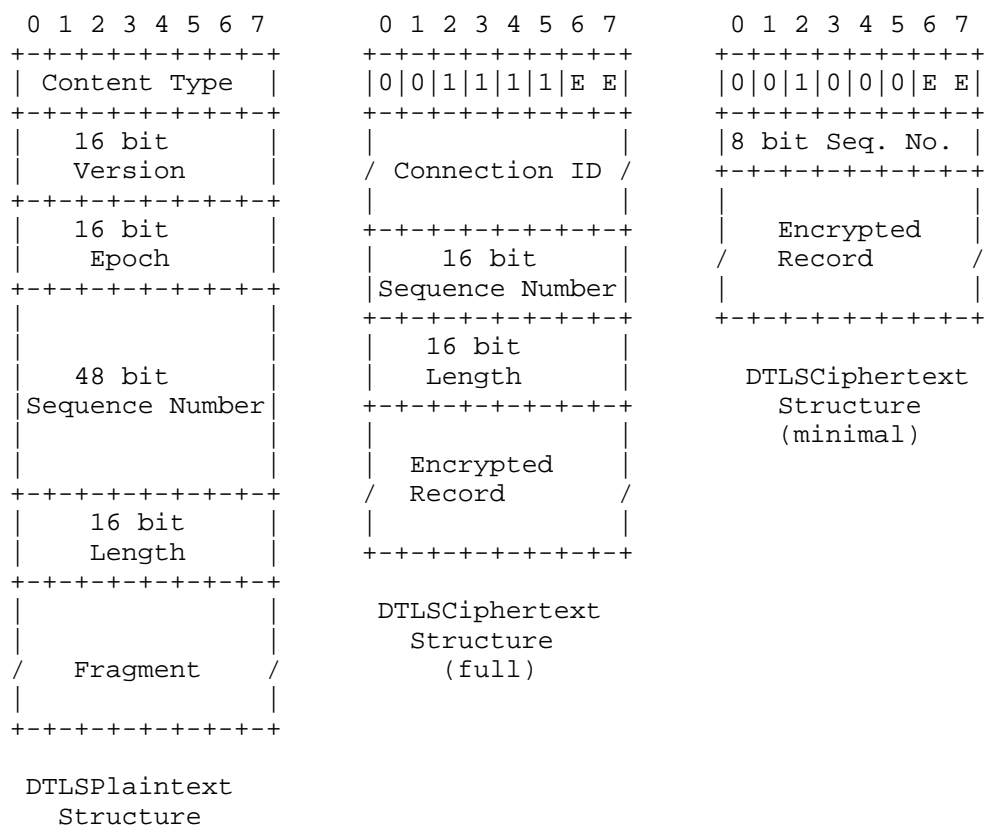 0 1 2 3 4 5 6 7       0 1 2 3 4 5 6 7       0 1 2 3 4 5 6 7
+-+-+-+-+-+-+-+-+     +-+-+-+-+-+-+-+-+     +-+-+-+-+-+-+-+-+
| Content Type  |     |0|0|1|1|1|1|E E|     |0|0|1|0|0|0|E E|
+-+-+-+-+-+-+-+-+     +-+-+-+-+-+-+-+-+     +-+-+-+-+-+-+-+-+
|   16 bit      |     |               |     |8 bit Seq. No. |
|   Version     |     / Connection ID /     +-+-+-+-+-+-+-+-+
+-+-+-+-+-+-+-+-+     |               |     |               |
|   16 bit      |     +-+-+-+-+-+-+-+-+     |   Encrypted   |
|    Epoch      |     |    16 bit     |     /   Record      /
+-+-+-+-+-+-+-+-+     |Sequence Number|     |               |
|               |     +-+-+-+-+-+-+-+-+     +-+-+-+-+-+-+-+-+
|               |     |   16 bit      |
|   48 bit      |     |   Length      |       DTLSCiphertext
|Sequence Number|     +-+-+-+-+-+-+-+-+         Structure
|               |     |               |         (minimal)
|               |     |  Encrypted    |
+-+-+-+-+-+-+-+-+     /  Record       /
|    16 bit     |     |               |
|    Length     |     +-+-+-+-+-+-+-+-+
+-+-+-+-+-+-+-+-+
|               |      DTLSCiphertext
|               |        Structure
/   Fragment    /          (full)
|               |
+-+-+-+-+-+-+-+-+

 DTLSPlaintext
   Structure